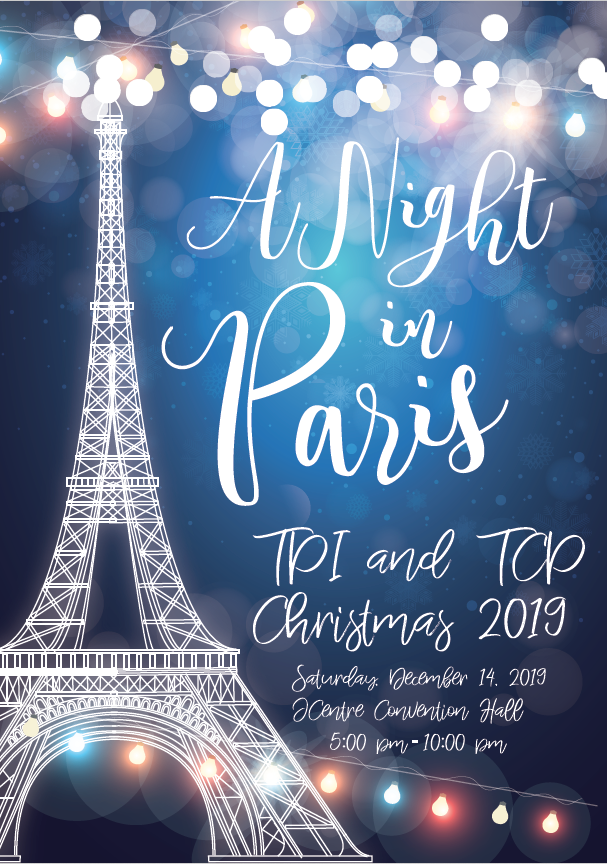 A Night
in
Paris
TPI and TCP
Christmas 2019
Saturday, December 14, 2019
JCentre Convention Hall
5:00 pm - 10:00 pm